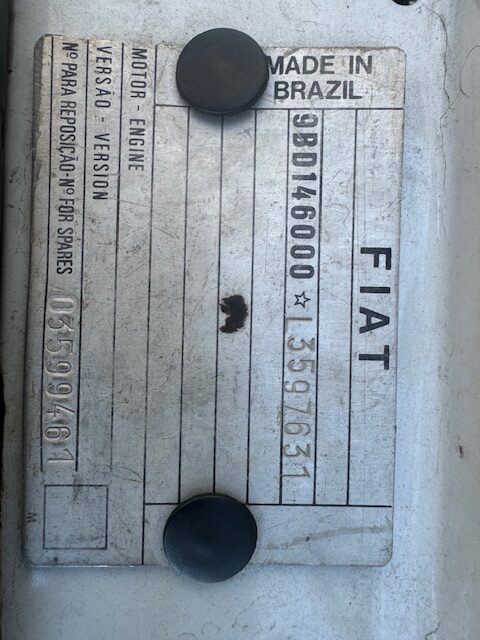 MADE IN
BRAZIL
FIAT
9BD146000 ☆ L3597631
MOTOR - ENGINE
VERSÃO - VERSION
Nº PARA REPOSIÇÃO-Nº FOR SPARES 03599461
M